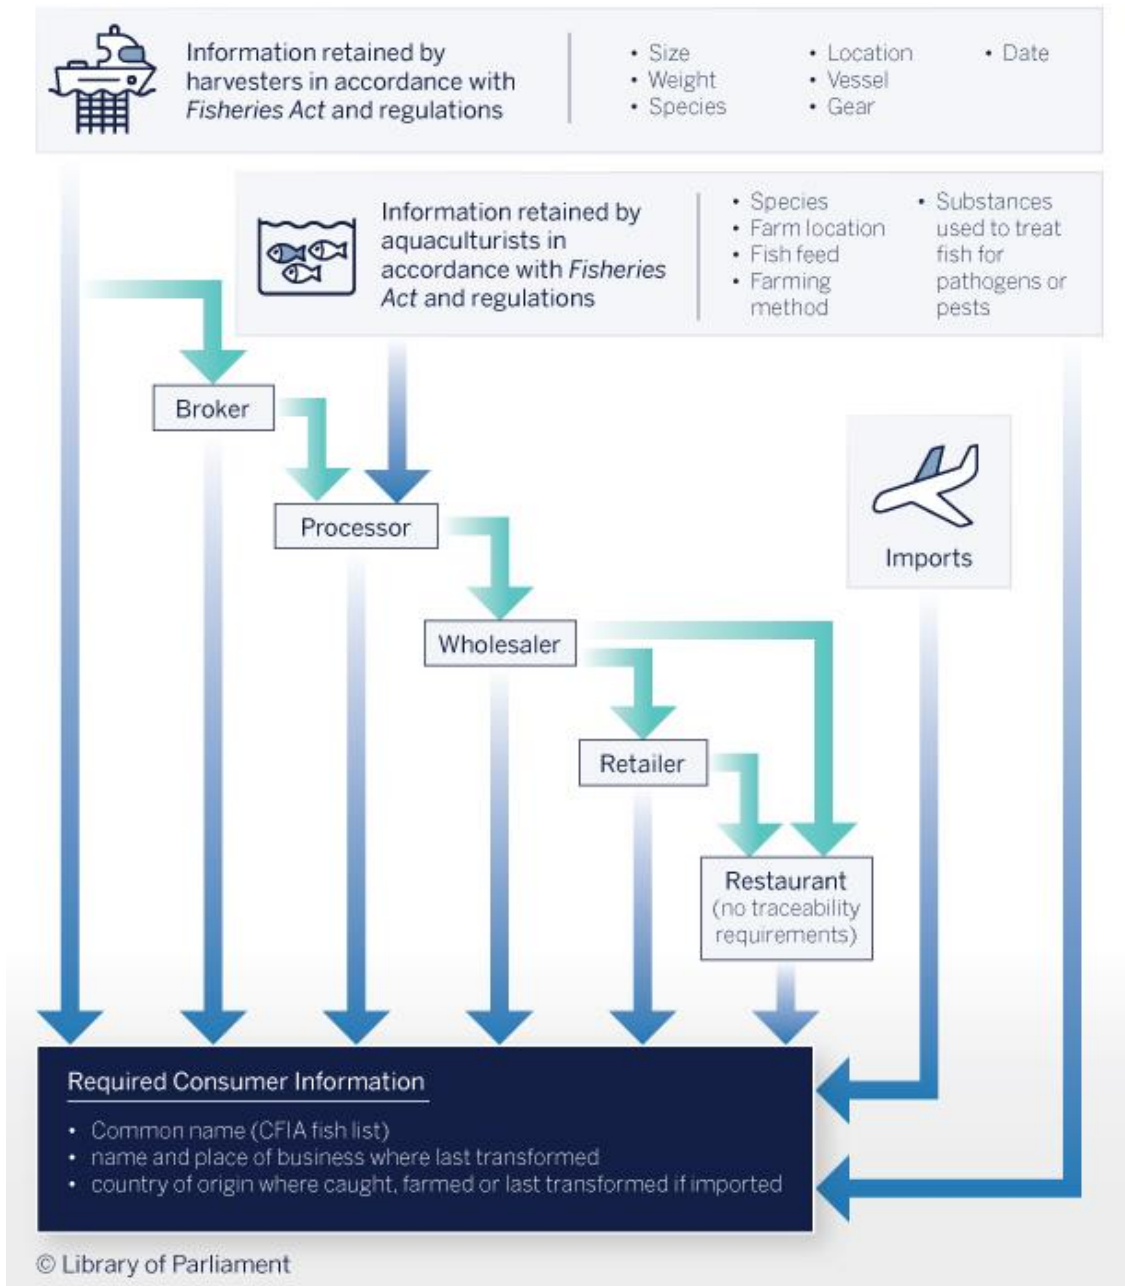 Information retained by
harvesters in accordance with
Fisheries Act and regulations
• Size
• Weight
• Species
• Location
• Vessel
• Gear
• Date
Information retained by
aquaculturists in
accordance with Fisheries
Act and regulations
• Species
• Farm location
• Fish feed
• Farming
method
• Substances
used to treat
fish for
pathogens or
pests
Broker
Processor
Imports
Wholesaler
Retailer
Restaurant
(no traceability
requirements)
Required Consumer Information
• Common name (CFIA fish list)
• name and place of business where last transformed
• country of origin where caught, farmed or last transformed if imported
© Library of Parliament